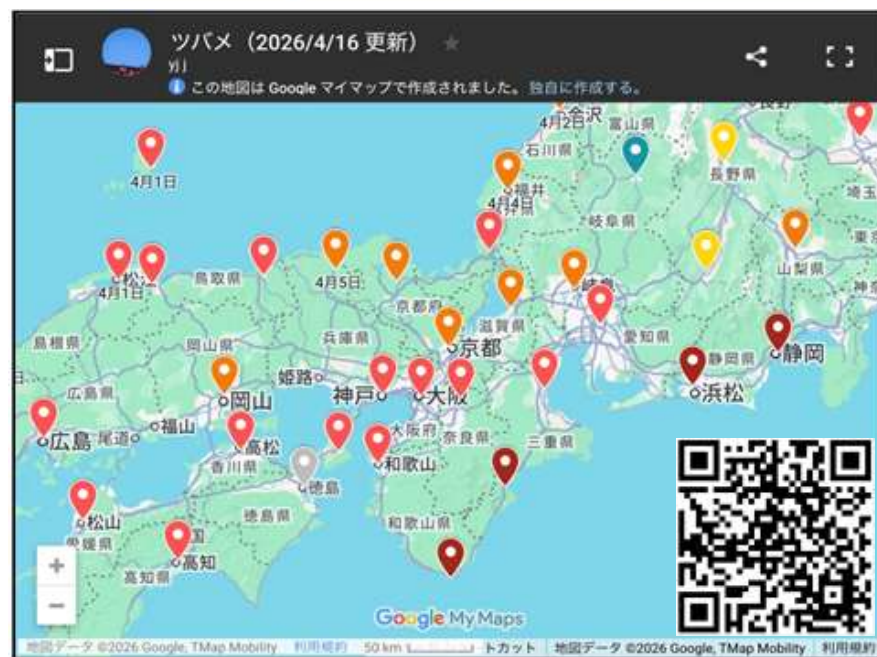 ツバメ（2026/4/16 更新）
yj j
この地図は Google マイマップで作成されました。独自に作成する。
金沢
4月2日
富山県
石川県
長野県
4月1日
福井
4月4日
岐阜県
埼玉
東京
山梨県
4月1日
鳥取県
4月5日
京都府
岐阜
滋賀県
神奈
島根県
岡山県
兵庫県
京都
愛知県
静岡県
静岡
広島県
岡山
姫路
神戸
大阪
浜松
広島
尾道
福山
高松
大阪府
奈良県
三重県
香川県
和歌山
徳島
松山
愛媛県
徳島県
和歌山県
国
高知
高知県
+
−
Google My Maps
地図データ ©2026 Google, TMap Mobility
利用規約
50 km
トカット
地図データ ©2026 Google, TMap Mobility
利用規約